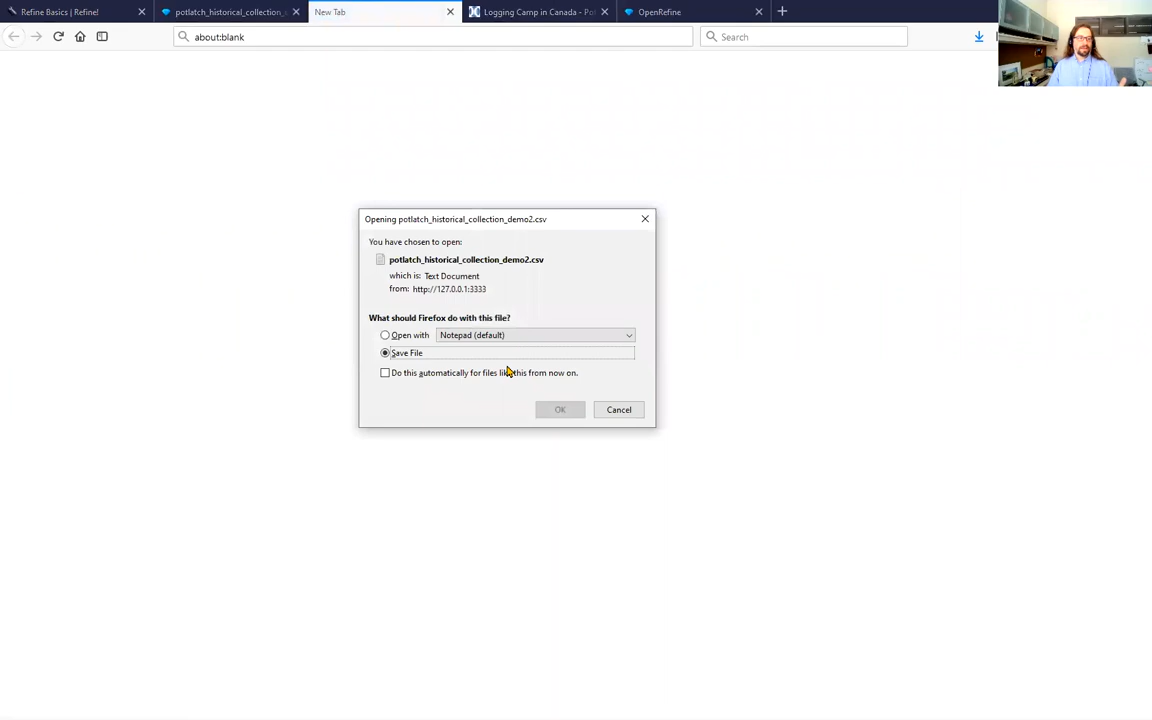 Refine Basics | Refine!
potlatch_historical_collection_
New Tab
Logging Camp in Canada - Pot
OpenRefine
about:blank
Search
Opening potlatch_historical_collection_demo2.csv
You have chosen to open:
potlatch_historical_collection_demo2.csv
which is: Text Document
from: http://127.0.0.1:3333
What should Firefox do with this file?
Open with
Notepad (default)
Save File
Do this automatically for files like this from now on.
OK
Cancel